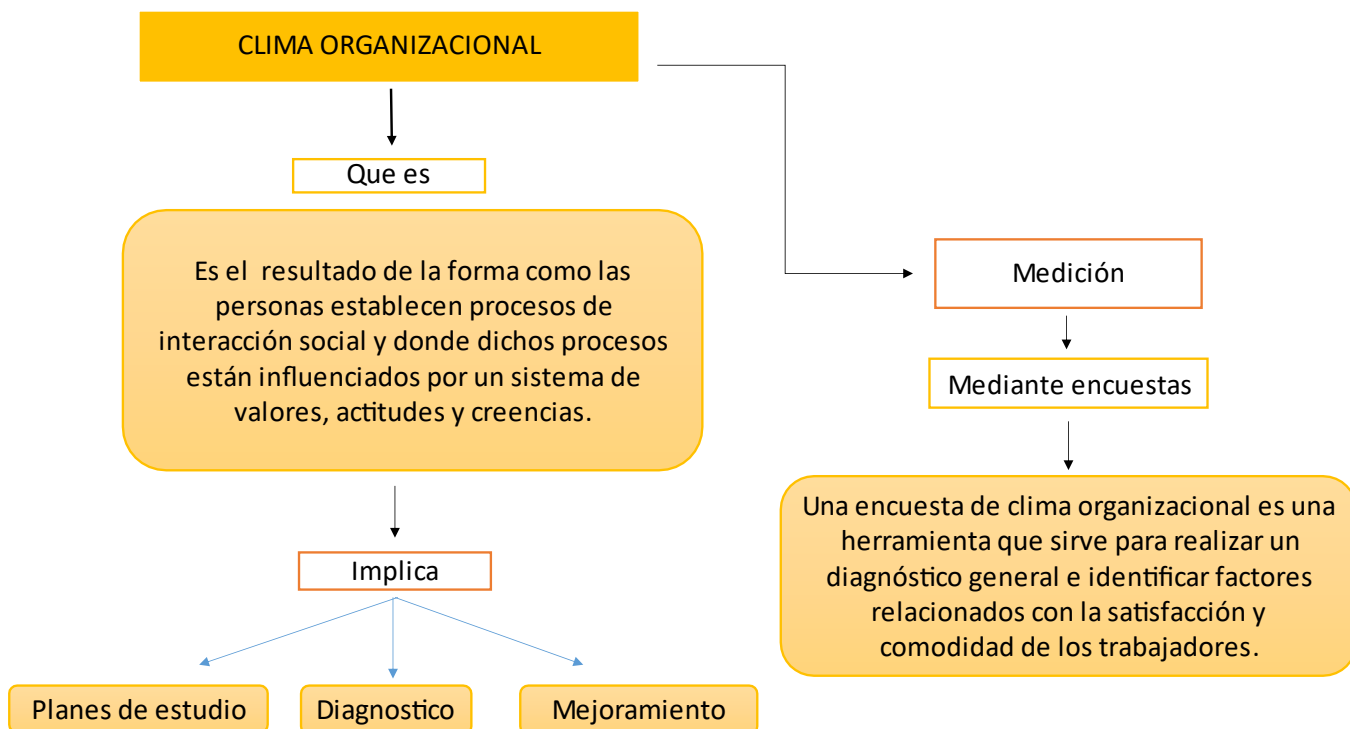 CLIMA ORGANIZACIONAL
Que es
Es el  resultado de la forma como las
personas establecen procesos de
interacción social y donde dichos procesos
están influenciados por un sistema de
valores, actitudes y creencias.
Implica
Planes de estudio
Diagnostico
Mejoramiento
Medición
Mediante encuestas
Una encuesta de clima organizacional es una
herramienta que sirve para realizar un
diagnóstico general e identificar factores
relacionados con la satisfacción y
comodidad de los trabajadores.